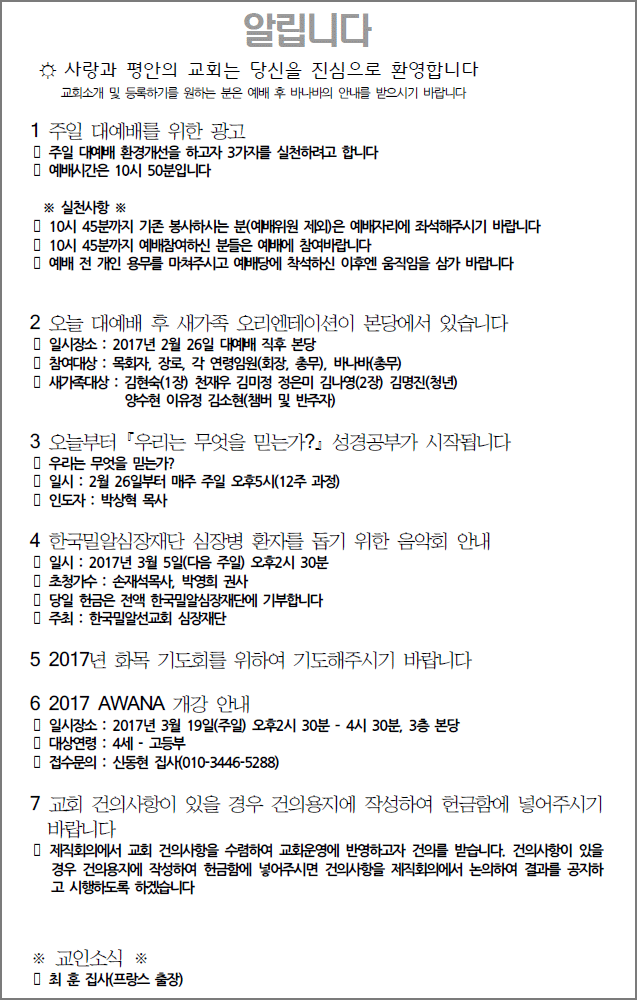 알립니다
☼ 사랑과 평안의 교회는 당신을 진심으로 환영합니다
교회소개 및 등록하기를 원하는 분은 예배 후 바나바의 안내를 받으시기 바랍니다
1 주일 대예배를 위한 광고
▯ 주일 대예배 환경개선을 하고자 3가지를 실천하려고 합니다
▯ 예배시간은 10시 50분입니다
※ 실천사항 ※
▯ 10시 45분까지 기존 봉사하시는 분(예배위원 제외)은 예배자리에 좌석해주시기 바랍니다
▯ 10시 45분까지 예배참여하신 분들은 예배에 참여바랍니다
▯ 예배 전 개인 용무를 마쳐주시고 예배당에 착석하신 이후엔 움직임을 삼가 바랍니다
2 오늘 대예배 후 새가족 오리엔테이션이 본당에서 있습니다
▯ 일시장소 : 2017년 2월 26일 대예배 직후 본당
▯ 참여대상 : 목회자, 장로, 각 연령임원(회장, 총무), 바나바(총무)
▯ 새가족대상 : 김현숙(1장) 천재우 김미정 정은미 김나영(2장) 김명진(청년)
양수현 이유정 김소현(챔버 및 반주자)
3 오늘부터 『우리는 무엇을 믿는가?』 성경공부가 시작됩니다
▯ 우리는 무엇을 믿는가?
▯ 일시 : 2월 26일부터 매주 주일 오후5시(12주 과정)
▯ 인도자 : 박상혁 목사
4 한국밀알심장재단 심장병 환자를 돕기 위한 음악회 안내
▯ 일시 : 2017년 3월 5일(다음 주일) 오후2시 30분
▯ 초청가수 : 손재석목사, 박영희 권사
▯ 당일 헌금은 전액 한국밀알심장재단에 기부합니다
▯ 주최 : 한국밀알선교회 심장재단
5 2017년 화목 기도회를 위하여 기도해주시기 바랍니다
6 2017 AWANA 개강 안내
▯ 일시장소 : 2017년 3월 19일(주일) 오후2시 30분 - 4시 30분, 3층 본당
▯ 대상연령 : 4세 - 고등부
▯ 접수문의 : 신동현 집사(010-3446-5288)
7 교회 건의사항이 있을 경우 건의용지에 작성하여 헌금함에 넣어주시기
바랍니다
▯ 제직회의에서 교회 건의사항을 수렴하여 교회운영에 반영하고자 건의를 받습니다. 건의사항이 있을
경우 건의용지에 작성하여 헌금함에 넣어주시면 건의사항을 제직회의에서 논의하여 결과를 공지하
고 시행하도록 하겠습니다
※ 교인소식 ※
▯ 최 훈 집사(프랑스 출장)